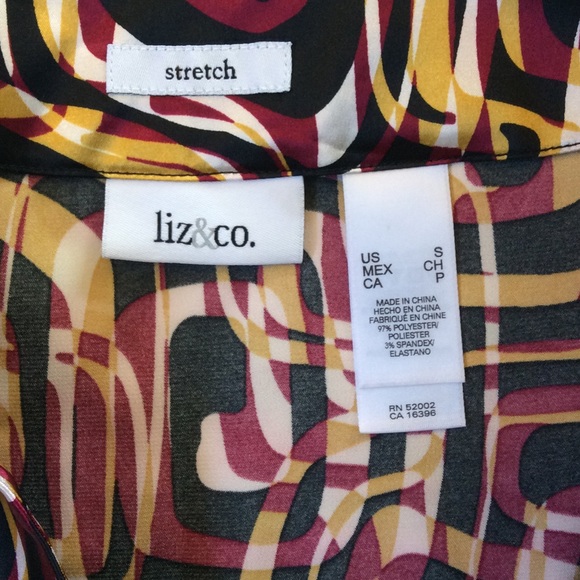 stretch
liz&co.
US S
MEX CH
CA P
MADE IN CHINA
HECHO EN CHINA
FABRIQUÉ EN CHINE
97% POLYESTER/
POLIESTER
3% SPANDEX/
ELASTANO
RN 52002
CA 16396